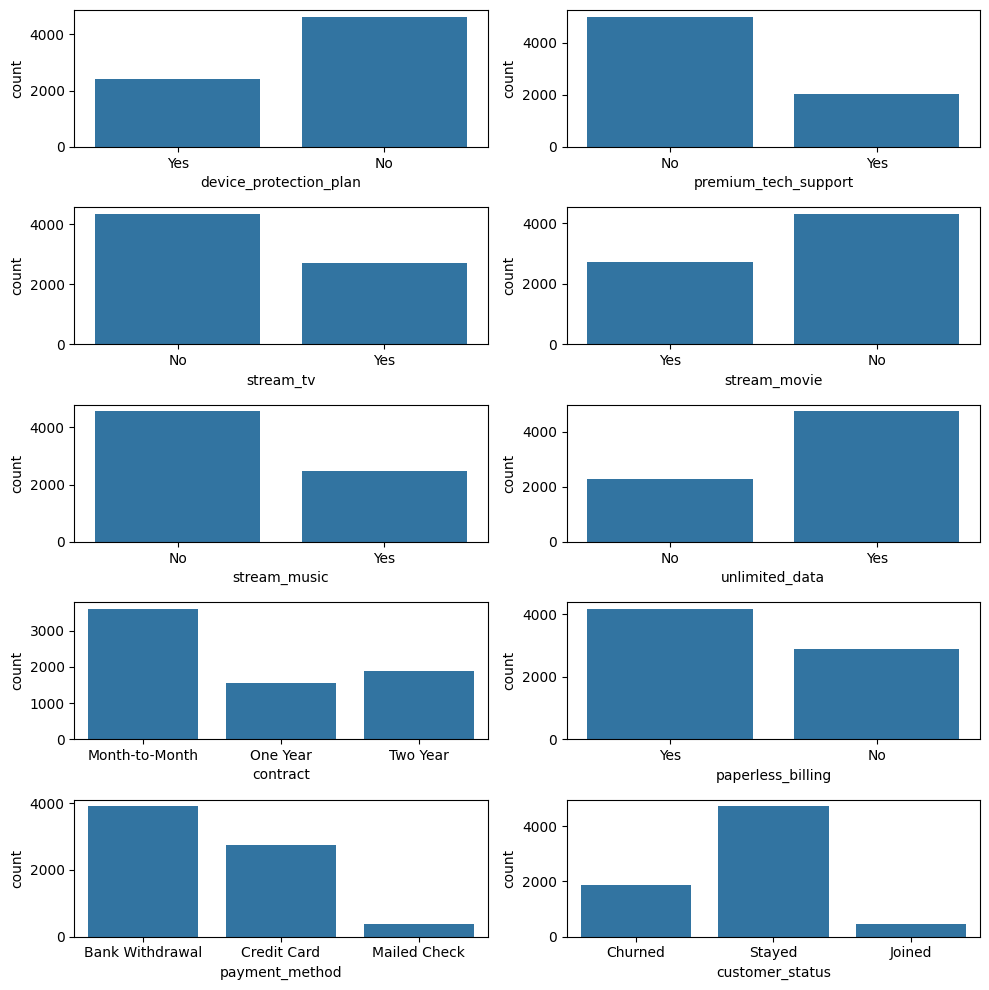 4000
2000
0
count
Yes No
device_protection_plan
4000
2000
0
count
No Yes
premium_tech_support
4000
2000
0
count
No Yes
stream_tv
4000
2000
0
count
Yes No
stream_movie
4000
2000
0
count
No Yes
stream_music
4000
2000
0
count
No Yes
unlimited_data
3000
2000
1000
0
count
Month-to-Month One Year Two Year
contract
4000
2000
0
count
Yes No
paperless_billing
4000
2000
0
count
Bank Withdrawal Credit Card Mailed Check
payment_method
4000
2000
0
count
Churned Stayed Joined
customer_status